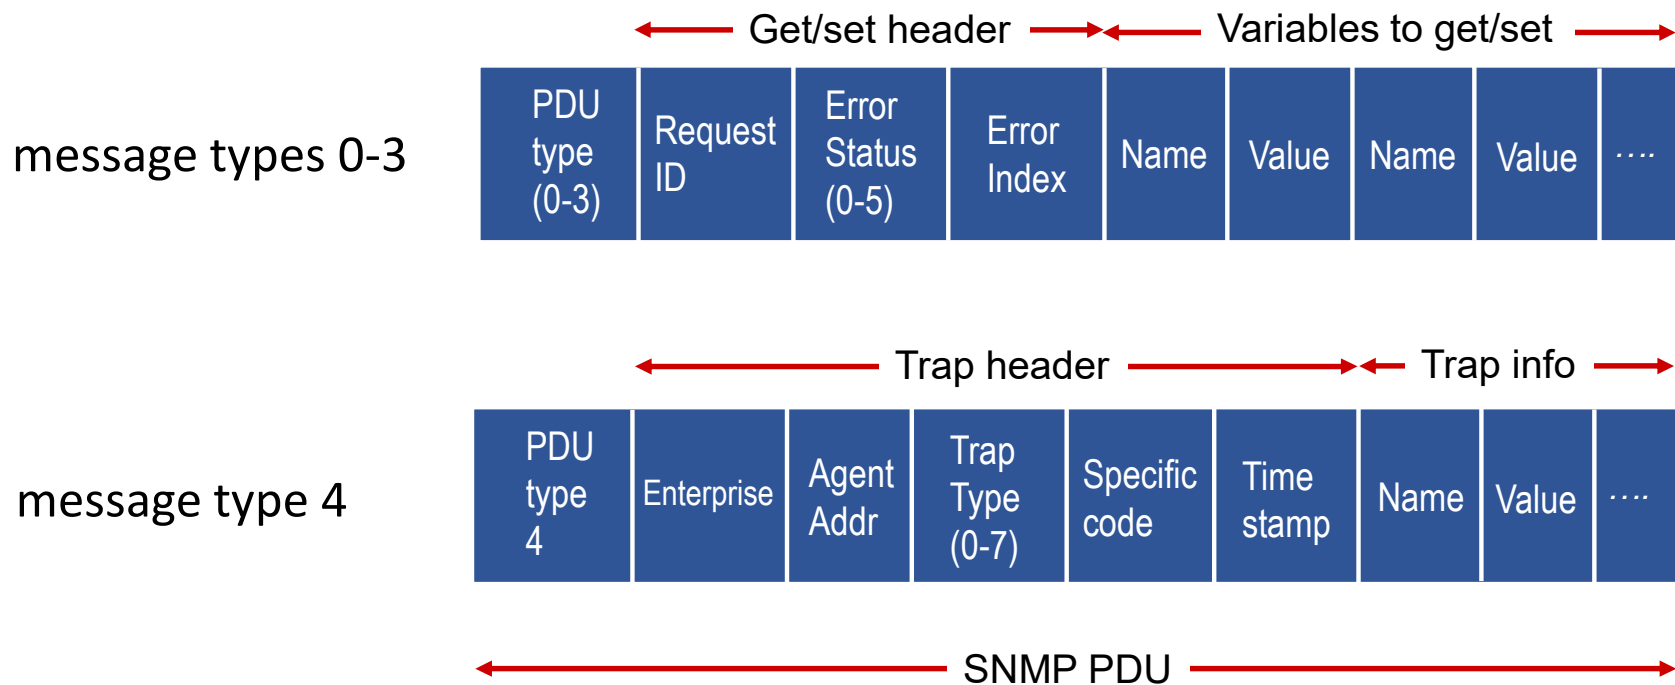 Get/set header
Variables to get/set
message types 0-3
PDU
type
(0-3)
Request
ID
Error
Status
(0-5)
Error
Index
Name
Value
Name
Value
....
Trap header
Trap info
message type 4
PDU
type
4
Enterprise
Agent
Addr
Trap
Type
(0-7)
Specific
code
Time
stamp
Name
Value
....
SNMP PDU